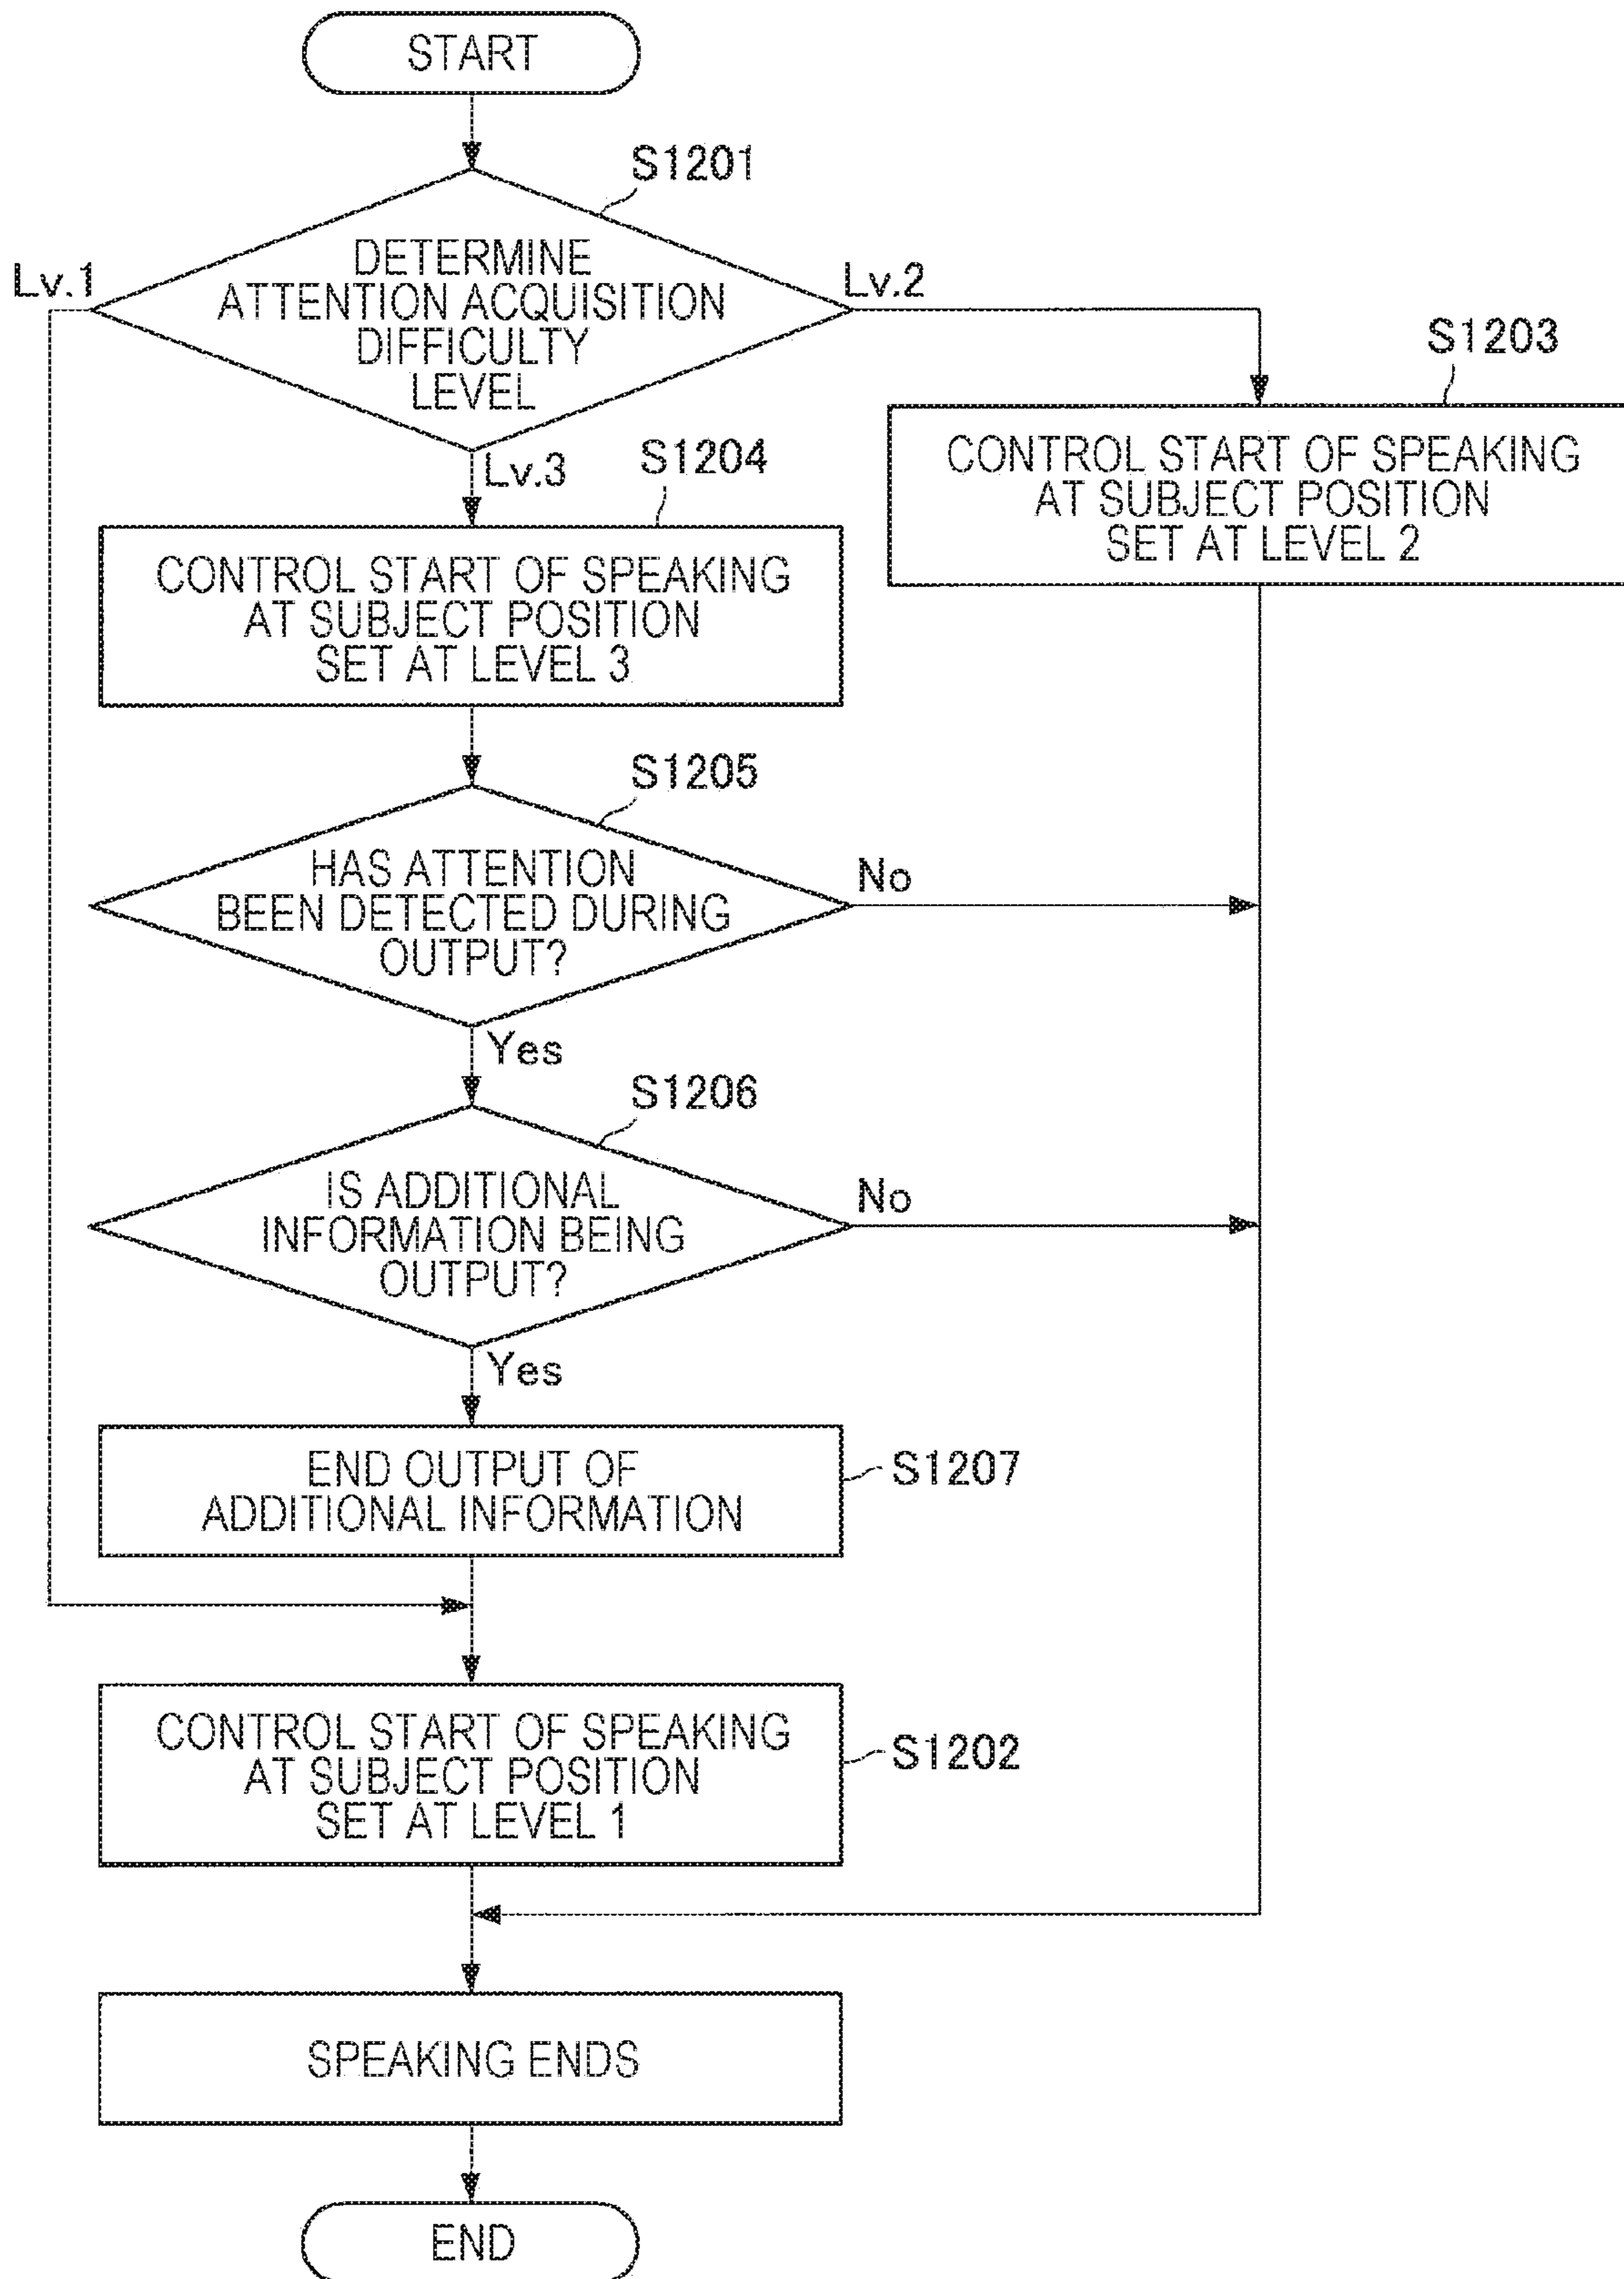 START
S1201
DETERMINE
ATTENTION ACQUISITION
DIFFICULTY
LEVEL
Lv.1
Lv.2
Lv.3
S1203
CONTROL START OF SPEAKING
AT SUBJECT POSITION
SET AT LEVEL 2
S1204
CONTROL START OF SPEAKING
AT SUBJECT POSITION
SET AT LEVEL 3
S1205
HAS ATTENTION
BEEN DETECTED DURING
OUTPUT?
No
Yes
S1206
IS ADDITIONAL
INFORMATION BEING
OUTPUT?
No
Yes
END OUTPUT OF
ADDITIONAL INFORMATION
S1207
CONTROL START OF SPEAKING
AT SUBJECT POSITION
SET AT LEVEL 1
S1202
SPEAKING ENDS
END